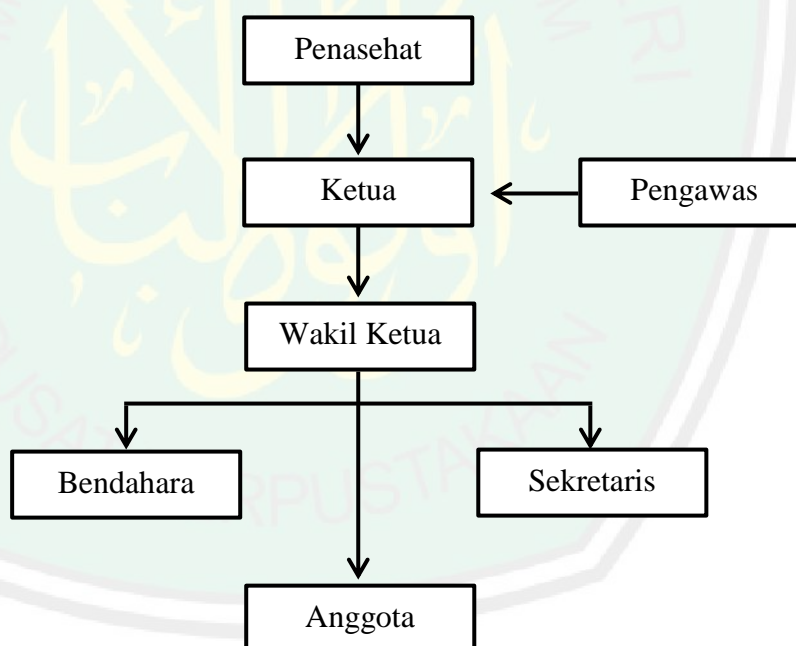 Penasehat
Ketua
Pengawas
Wakil Ketua
Bendahara
Sekretaris
Anggota